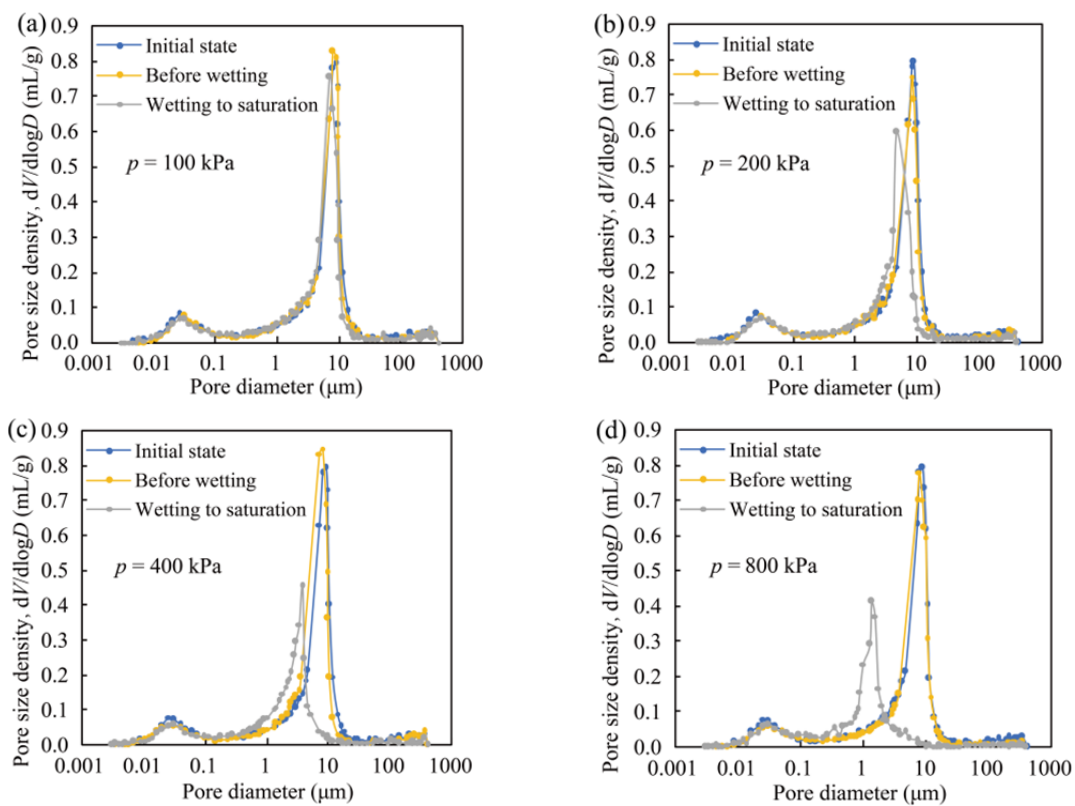 (a)
Pore size density, dV/dlogD (mL/g)
0.9
0.8
0.7
0.6
0.5
0.4
0.3
0.2
0.1
0.0
Initial state
Before wetting
Wetting to saturation
p = 100 kPa
0.001 0.01 0.1 1 10 100 1000
Pore diameter (μm)
(b)
Pore size density, dV/dlogD (mL/g)
0.9
0.8
0.7
0.6
0.5
0.4
0.3
0.2
0.1
0.0
Initial state
Before wetting
Wetting to saturation
p = 200 kPa
0.001 0.01 0.1 1 10 100 1000
Pore diameter (μm)
(c)
Pore size density, dV/dlogD (mL/g)
0.9
0.8
0.7
0.6
0.5
0.4
0.3
0.2
0.1
0.0
Initial state
Before wetting
Wetting to saturation
p = 400 kPa
0.001 0.01 0.1 1 10 100 1000
Pore diameter (μm)
(d)
Pore size density, dV/dlogD (mL/g)
0.9
0.8
0.7
0.6
0.5
0.4
0.3
0.2
0.1
0.0
Initial state
Before wetting
Wetting to saturation
p = 800 kPa
0.001 0.01 0.1 1 10 100 1000
Pore diameter (μm)